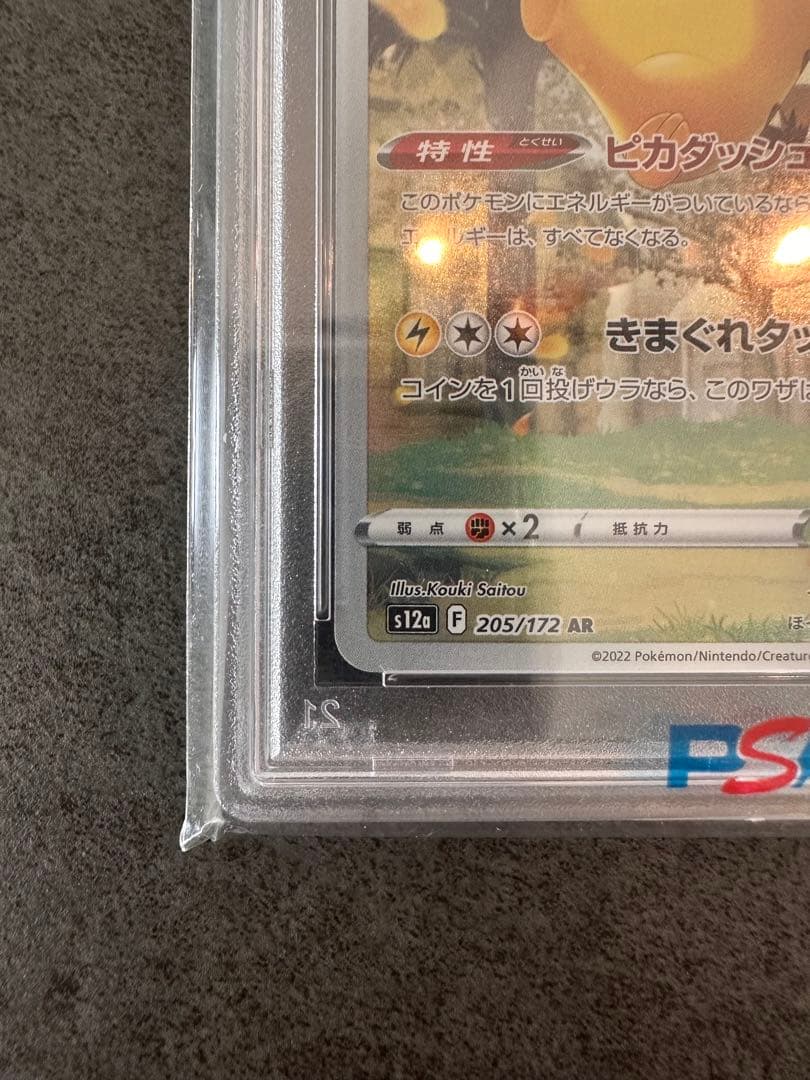 特性 とくせい ピカダッシュ
このポケモンにエネルギーがついているなら
エネルギーは、すべてなくなる。
きまぐれタッ
コインを1回投げウラなら、このワザは
かい な
弱点 ×2 抵抗力
Illus.Kouki Saitou
s12a F 205/172 AR
©2022 Pokémon/Nintendo/Creature
21
PSA